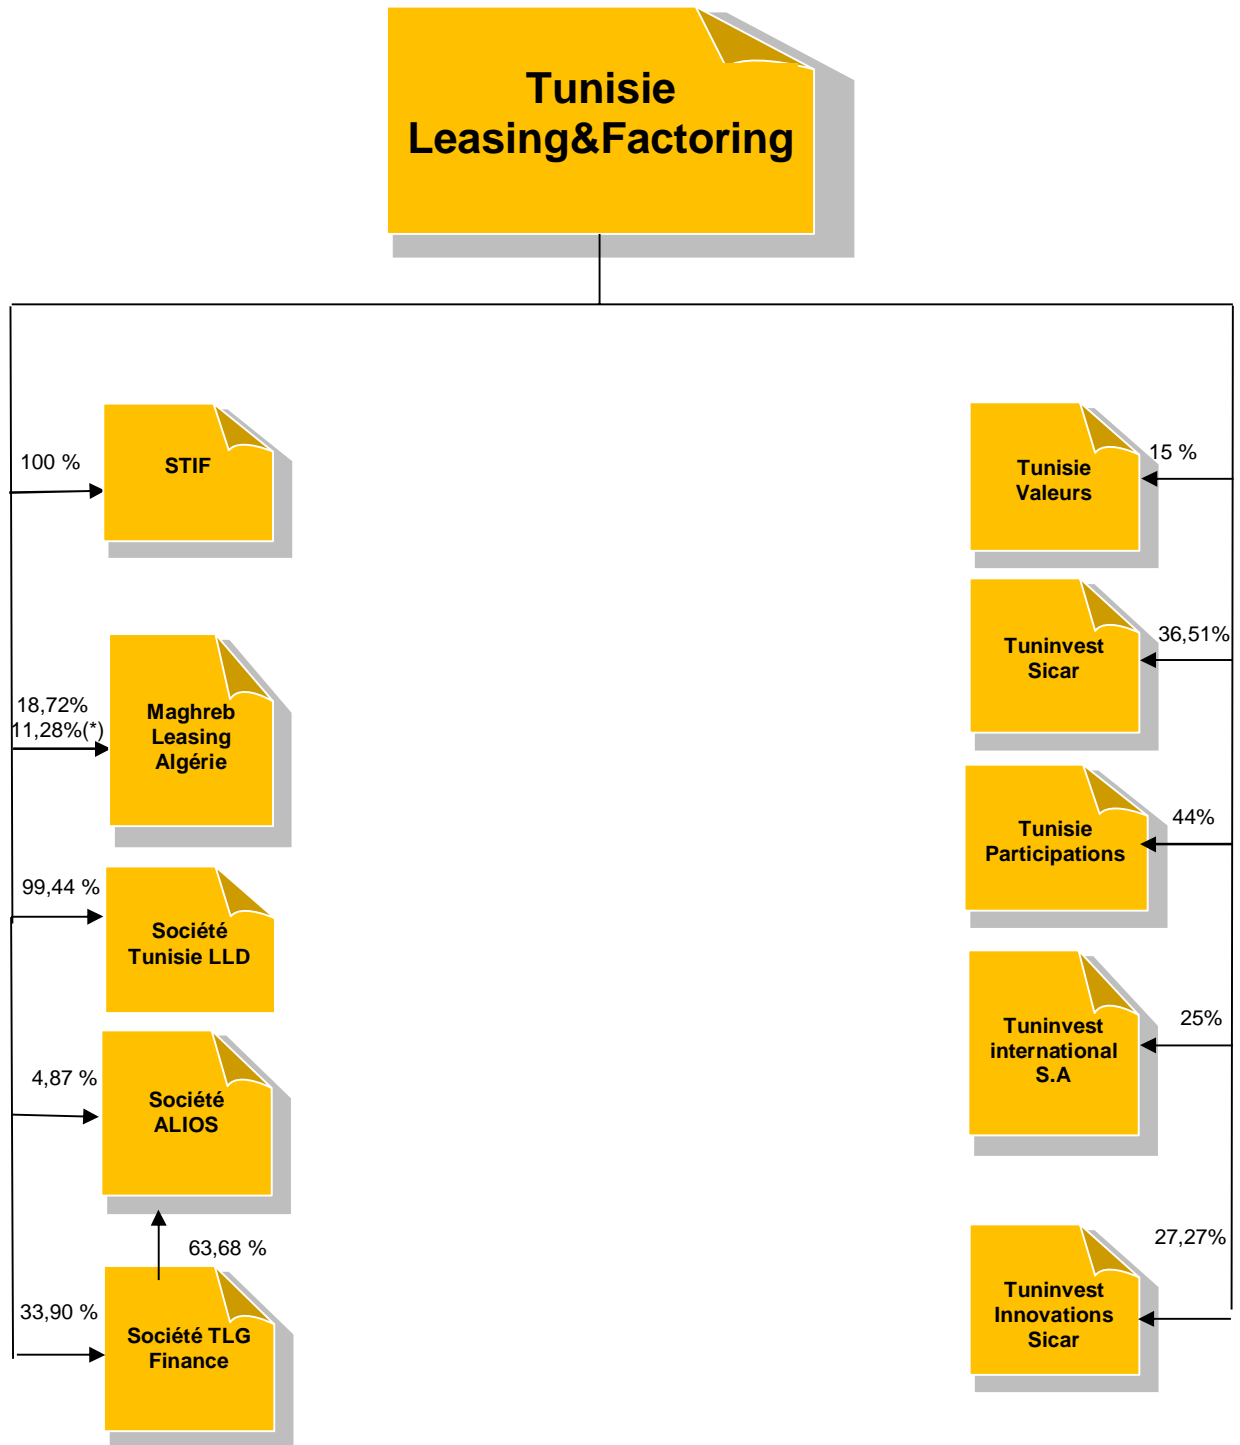 Tunisie
Leasing&Factoring
100 %
STIF
18,72%
11,28%(*)
Maghreb
Leasing
Algérie
99,44 %
Société
Tunisie LLD
4,87 %
Société
ALIOS
63,68 %
33,90 %
Société TLG
Finance
15 %
Tunisie
Valeurs
36,51%
Tuninvest
Sicar
44%
Tunisie
Participations
25%
Tuninvest
international
S.A
27,27%
Tuninvest
Innovations
Sicar